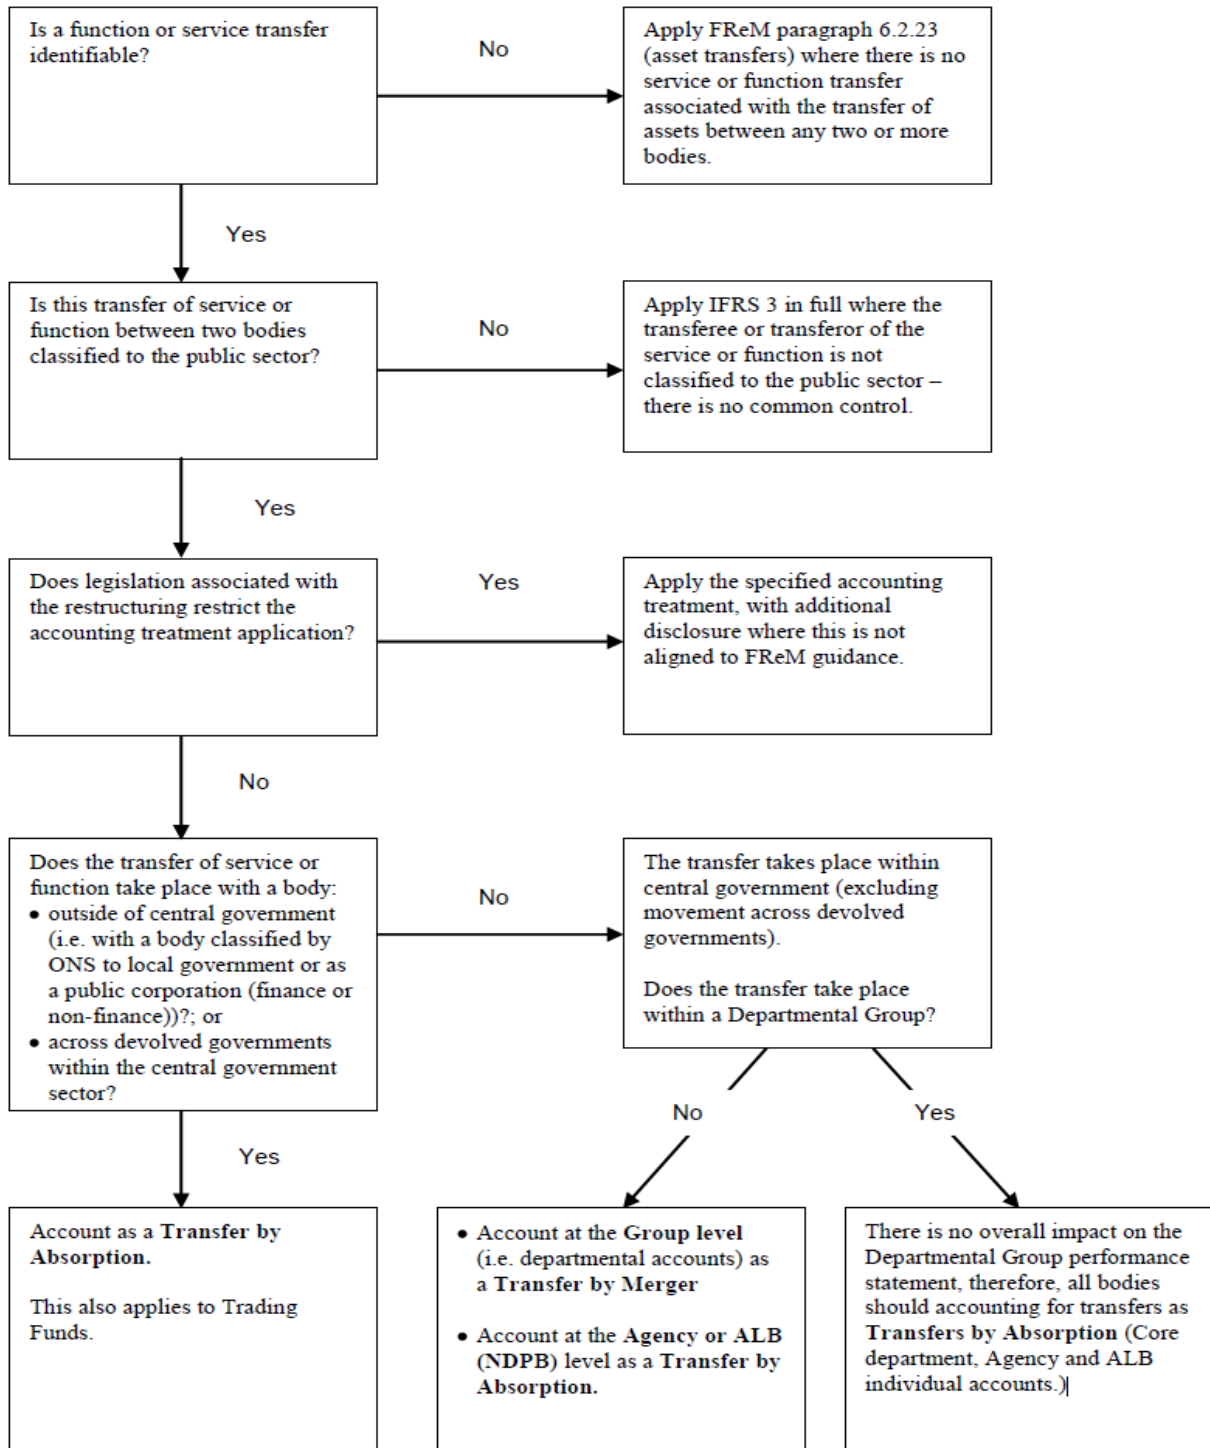 Is a function or service transfer
identifiable?
No
Apply FReM paragraph 6.2.23
(asset transfers) where there is no
service or function transfer
associated with the transfer of
assets between any two or more
bodies.
Yes
Is this transfer of service or
function between two bodies
classified to the public sector?
No
Apply IFRS 3 in full where the
transferee or transferor of the
service or function is not
classified to the public sector –
there is no common control.
Yes
Does legislation associated with
the restructuring restrict the
accounting treatment application?
Yes
Apply the specified accounting
treatment, with additional
disclosure where this is not
aligned to FReM guidance.
No
Does the transfer of service or
function take place with a body:
• outside of central government
(i.e. with a body classified by
ONS to local government or as
a public corporation (finance or
non-finance))?; or
• across devolved governments
within the central government
sector?
No
The transfer takes place within
central government (excluding
movement across devolved
governments).
Does the transfer take place
within a Departmental Group?
No
Yes
Yes
Account as a Transfer by
Absorption.
This also applies to Trading
Funds.
• Account at the Group level
(i.e. departmental accounts) as
a Transfer by Merger
• Account at the Agency or ALB
(NDPB) level as a Transfer by
Absorption.
There is no overall impact on the
Departmental Group performance
statement, therefore, all bodies
should accounting for transfers as
Transfers by Absorption (Core
department, Agency and ALB
individual accounts.)